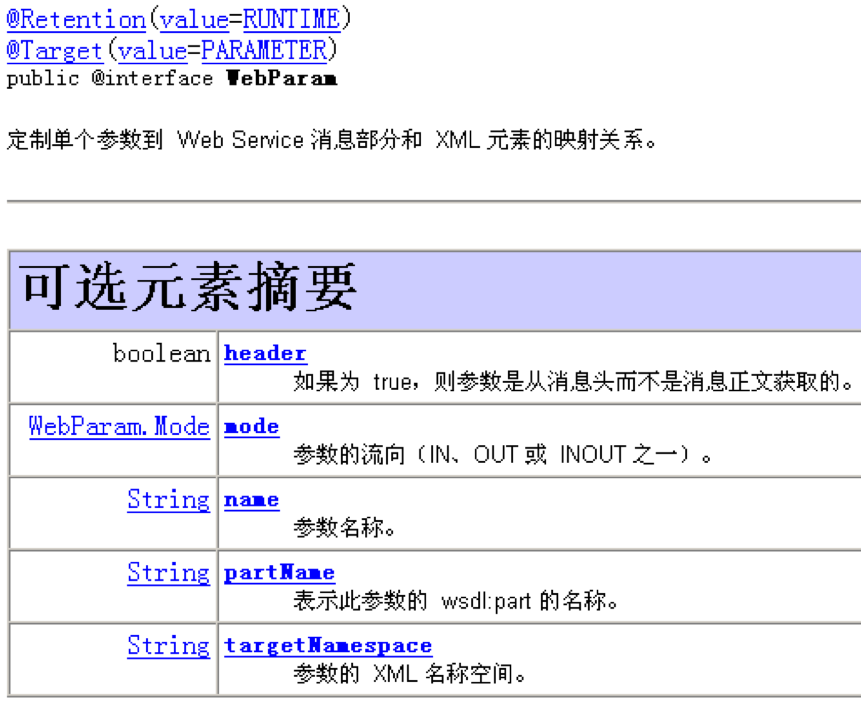 @Retention(value=RUNTIME)
@Target(value=PARAMETER)
public @interface WebParam
定制单个参数到 Web Service 消息部分和 XML 元素的映射关系。
可选元素摘要
boolean header
如果为 true，则参数是从消息头而不是消息正文获取的。
WebParam.Mode mode
参数的流向（IN、OUT 或 INOUT 之一）。
String name
参数名称。
String partName
表示此参数的 wsdl:part 的名称。
String targetNamespace
参数的 XML 名称空间。